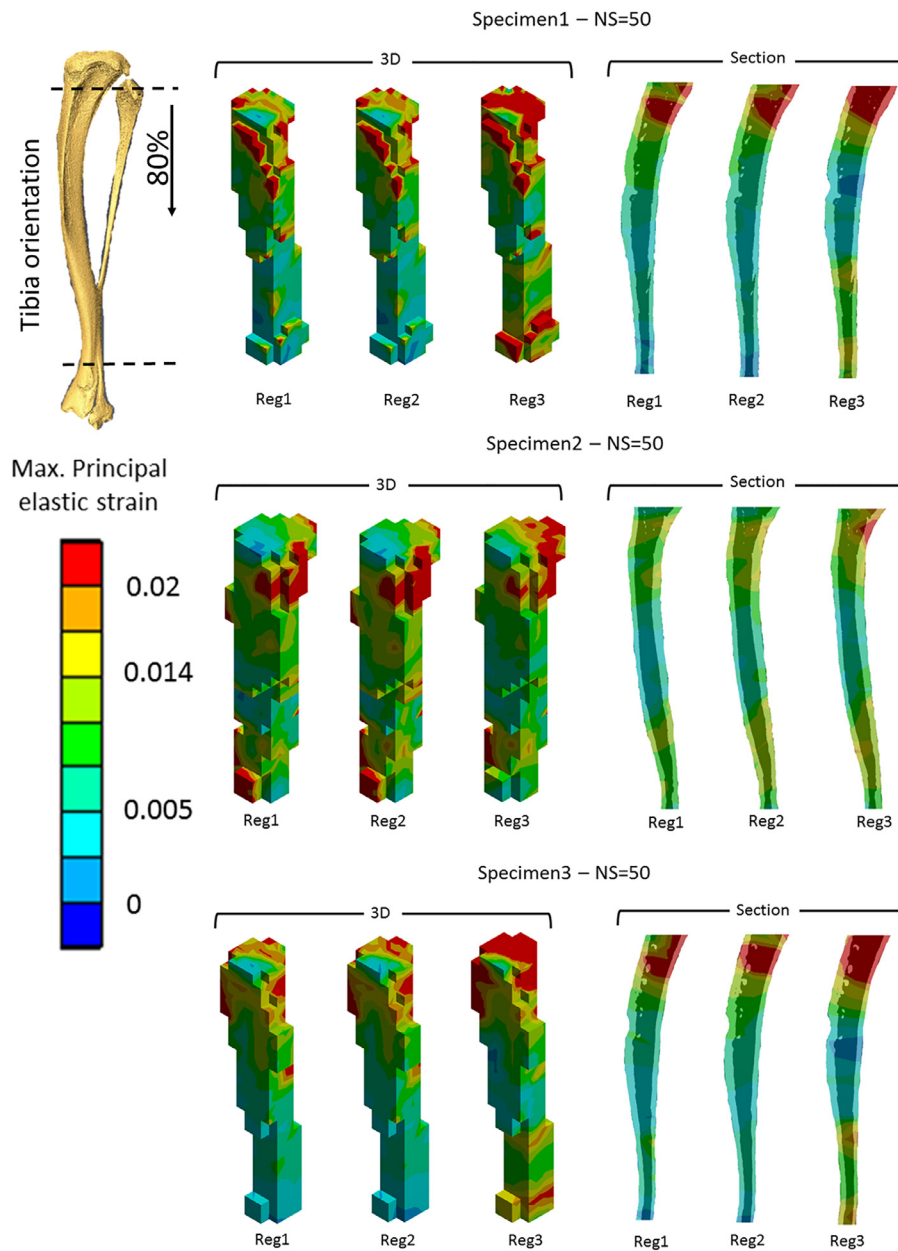 Specimen1 – NS=50
3D
Section
Tibia orientation
80%
Reg1
Reg2
Reg3
Reg1
Reg2
Reg3
Specimen2 – NS=50
Max. Principal
elastic strain
3D
Section
0.02
0.014
0.005
0
Reg1
Reg2
Reg3
Reg1
Reg2
Reg3
Specimen3 – NS=50
3D
Section
Reg1
Reg2
Reg3
Reg1
Reg2
Reg3